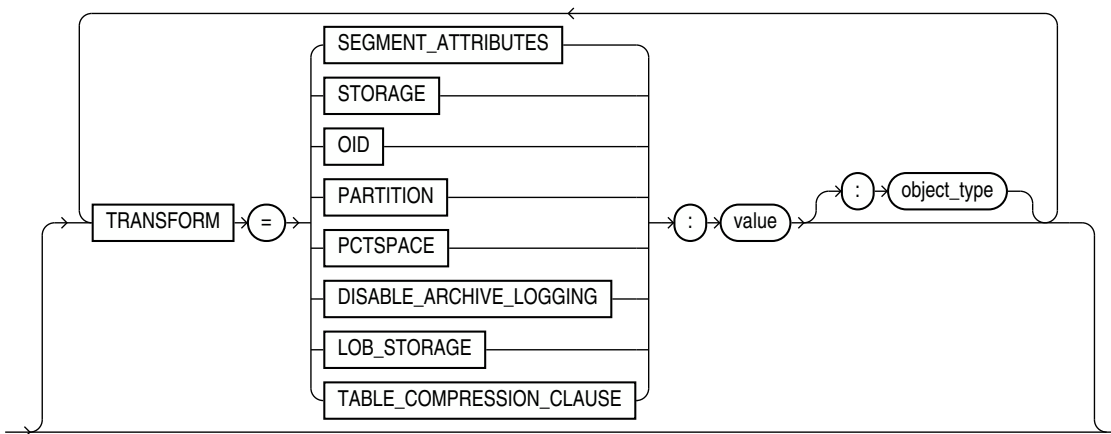 SEGMENT_ATTRIBUTES
STORAGE
OID
PARTITION
: object_type
TRANSFORM = : value
PCTSPACE
DISABLE_ARCHIVE_LOGGING
LOB_STORAGE
TABLE_COMPRESSION_CLAUSE